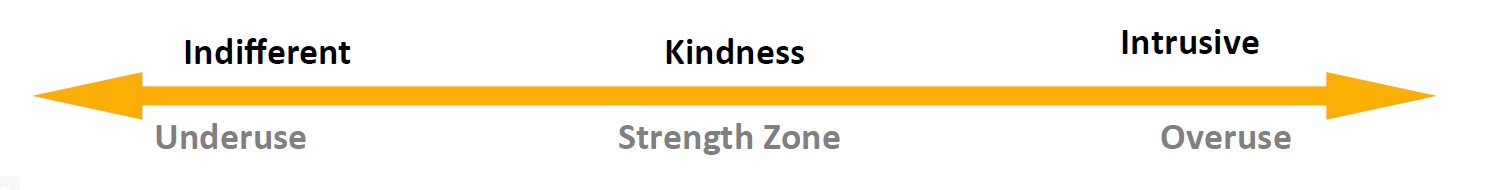 Indifferent Kindness Intrusive
Underuse Strength Zone Overuse